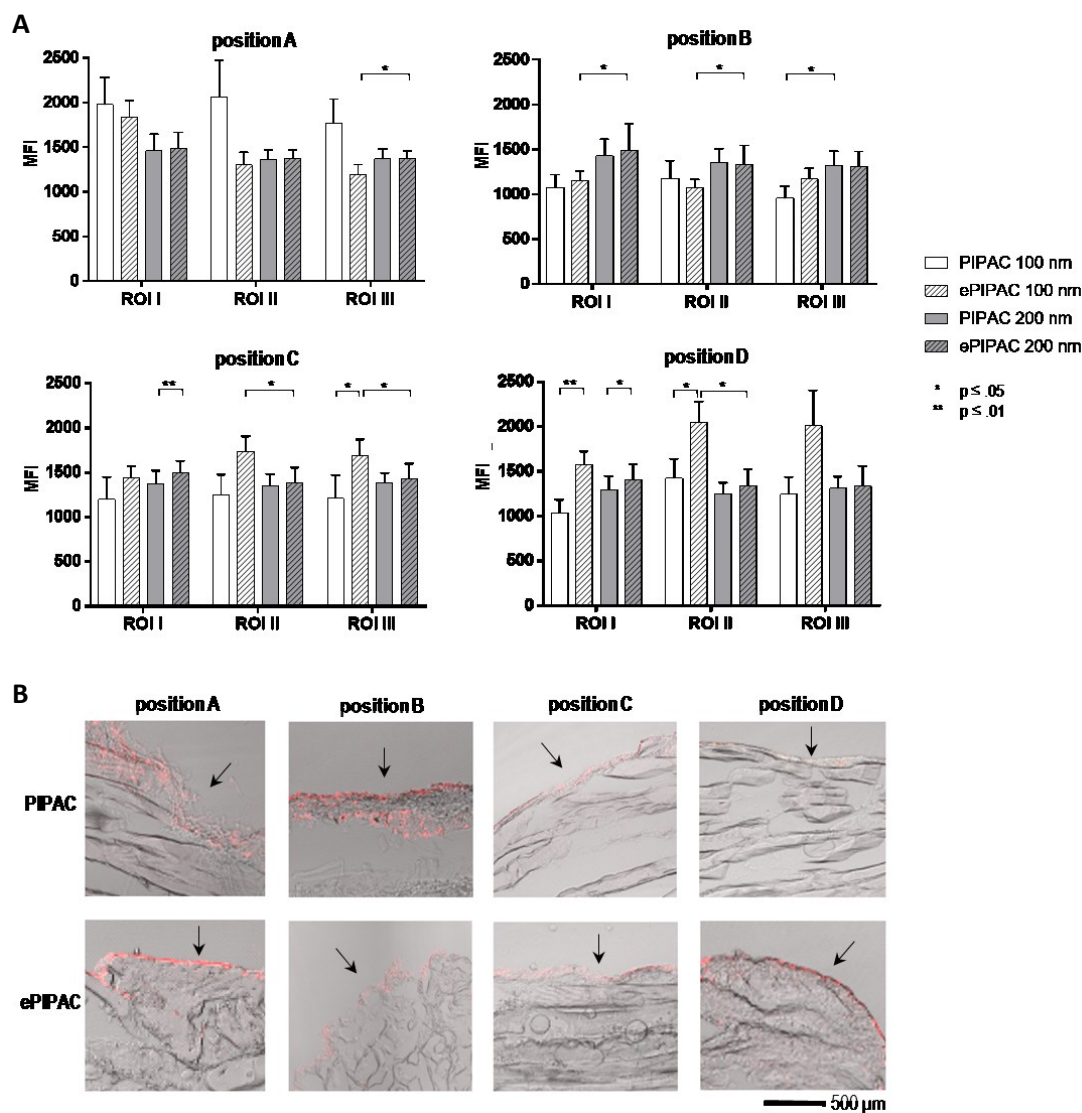 A
position A
2500
2000
1500
1000
500
0
MFI
*
ROI I ROI II ROI III
position B
2500
2000
1500
1000
500
0
MFI
* * *
ROI I ROI II ROI III
PIPAC 100 nm
ePIPAC 100 nm
PIPAC 200 nm
ePIPAC 200 nm
* p ≤ .05
** p ≤ .01
position C
2500
2000
1500
1000
500
0
MFI
** * * *
ROI I ROI II ROI III
position D
2500
2000
1500
1000
500
0
MFI
** * * *
ROI I ROI II ROI III
B
position A position B position C position D
PIPAC
ePIPAC
500 µm